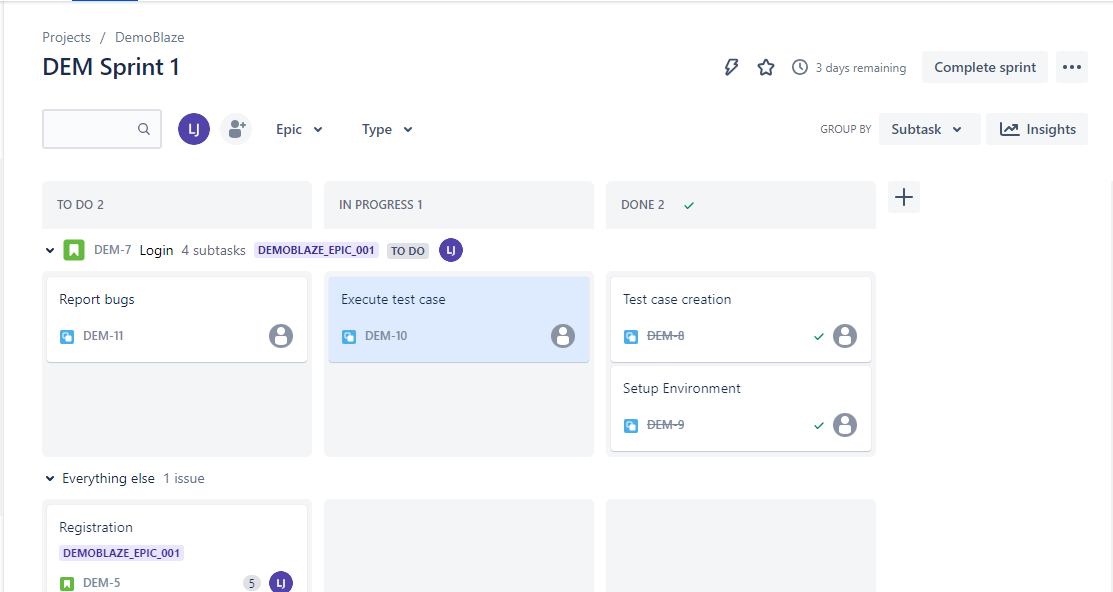 Projects / DemoBlaze
DEM Sprint 1
3 days remaining
Complete sprint
LJ
Epic
Type
GROUP BY
Subtask
Insights
TO DO 2
IN PROGRESS 1
DONE 2
DEM-7 Login 4 subtasks DEMOBLAZE_EPIC_001 TO DO LJ
Report bugs
DEM-11
Execute test case
DEM-10
Test case creation
DEM-8
Setup Environment
DEM-9
Everything else 1 issue
Registration
DEMOBLAZE_EPIC_001
DEM-5 5 LJ